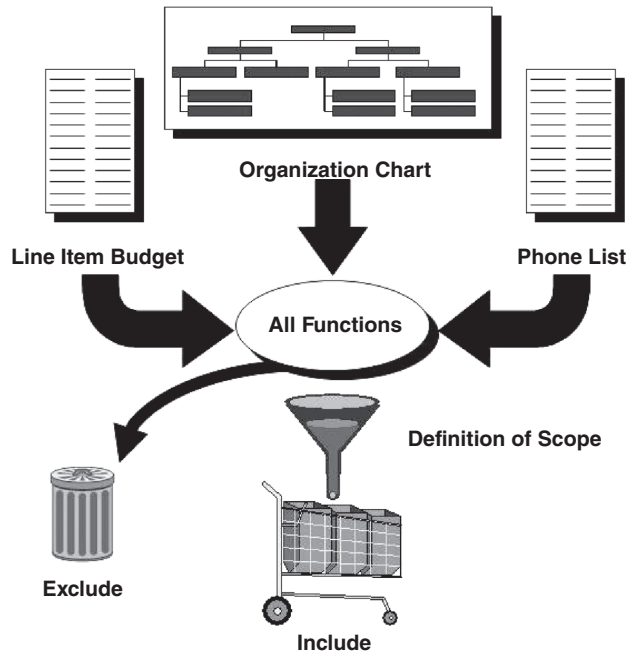 Organization Chart
Line Item Budget
Phone List
All Functions
Definition of Scope
Exclude
Include